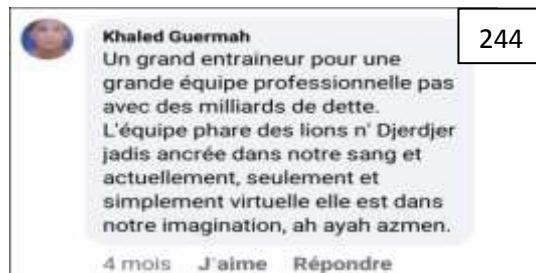 244
Khaled Guermah
Un grand entraineur pour une
grande équipe professionnelle pas
avec des milliards de dette.
L'équipe phare des lions n' Djerdjer
jadis ancrée dans notre sang et
actuellement, seulement et
simplement virtuelle elle est dans
notre imagination, ah ayah azmen.
4 mois J'aime Répondre